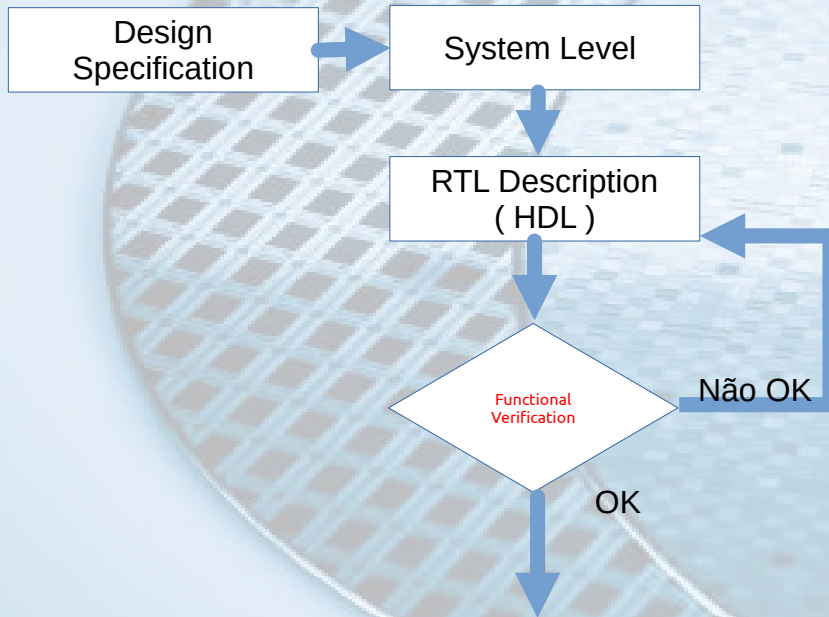 Design
Specification
System Level
RTL Description
( HDL )
Functional
Verification
Não OK
OK